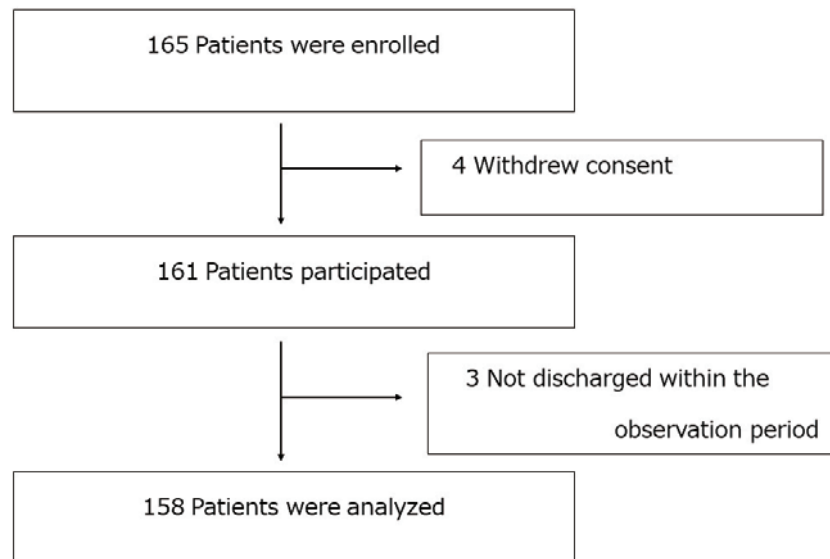 165 Patients were enrolled
4 Withdrew consent
161 Patients participated
3 Not discharged within the
observation period
158 Patients were analyzed